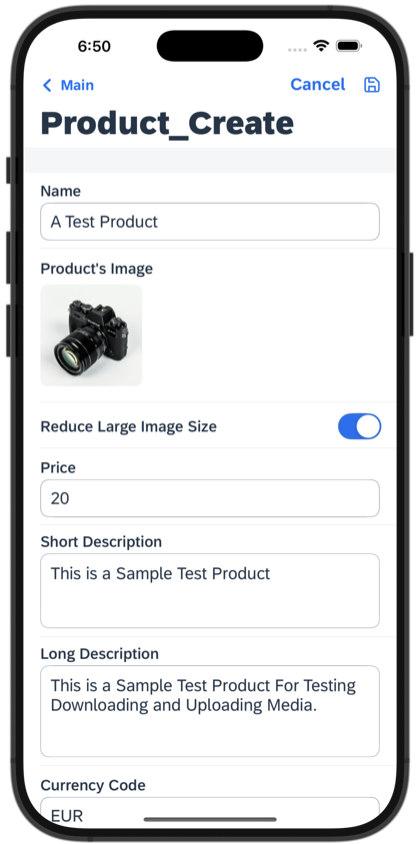 6:50
Main
Cancel
Product_Create
Name
A Test Product
Product's Image
Reduce Large Image Size
Price
20
Short Description
This is a Sample Test Product
Long Description
This is a Sample Test Product For Testing
Downloading and Uploading Media.
Currency Code
EUR